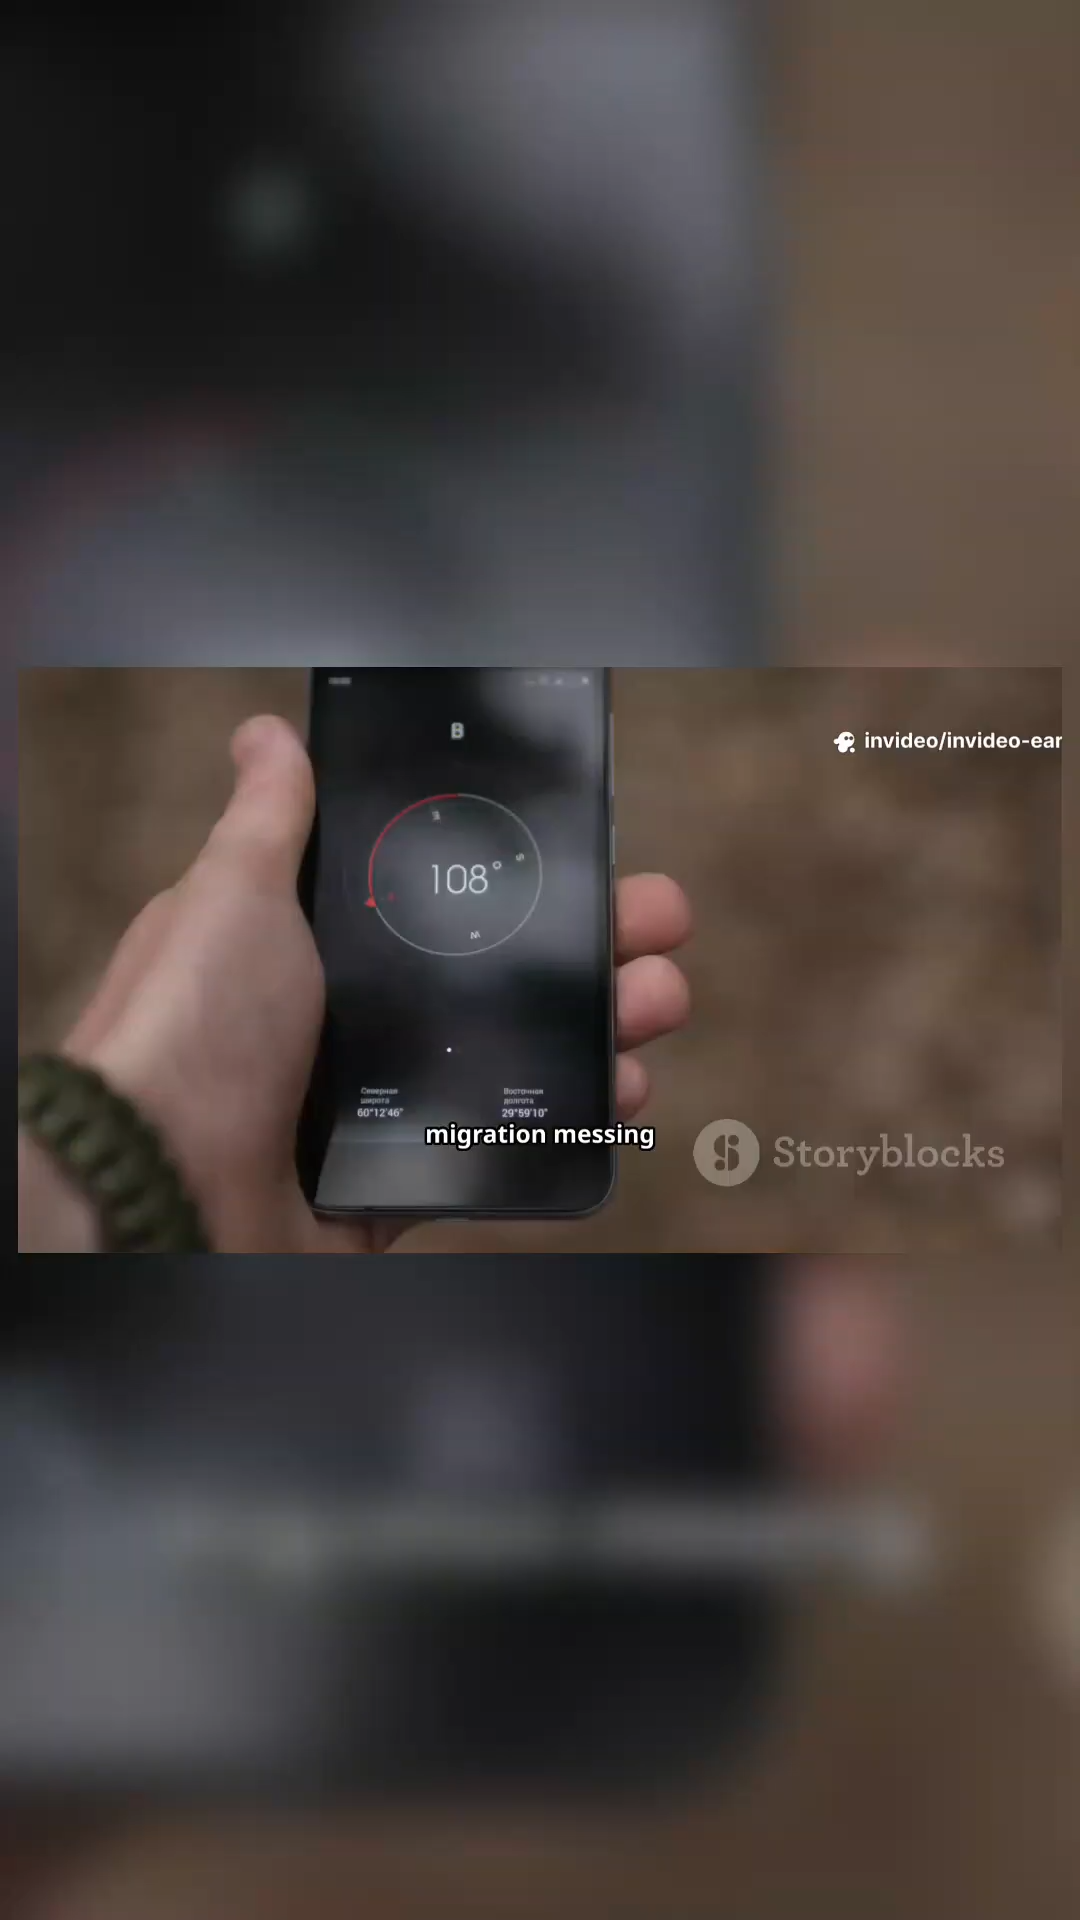 B
invideo/invideo-ear
E
S
108°
W
Северная
широта
60°12'46"
Восточная
долгота
29°59'10"
migration messing
Storyblocks